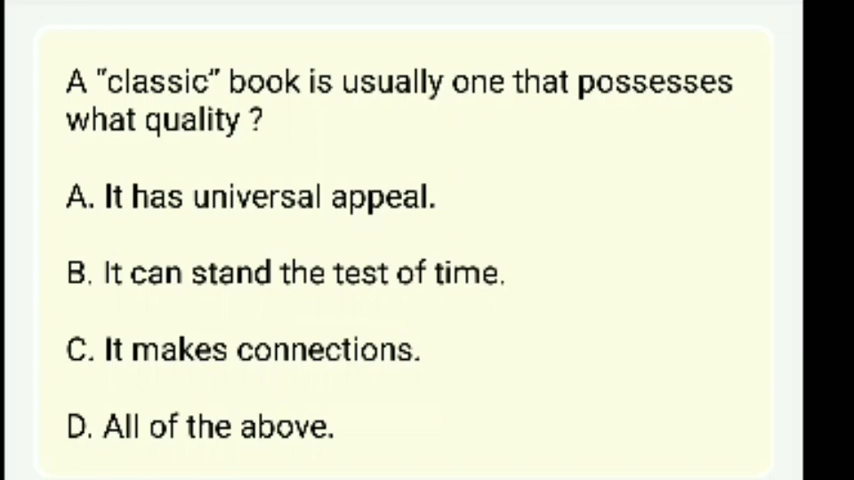 A “classic” book is usually one that possesses
what quality ?
A. It has universal appeal.
B. It can stand the test of time.
C. It makes connections.
D. All of the above.